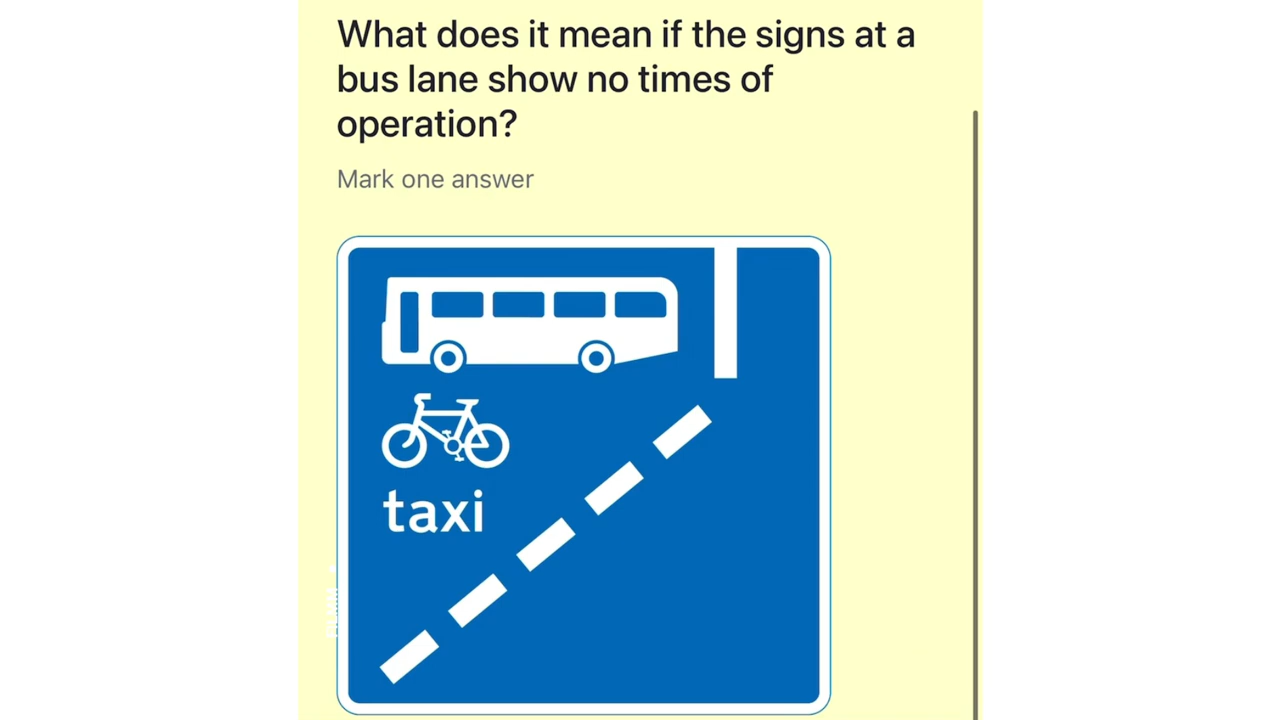 What does it mean if the signs at a
bus lane show no times of
operation?
Mark one answer
taxi